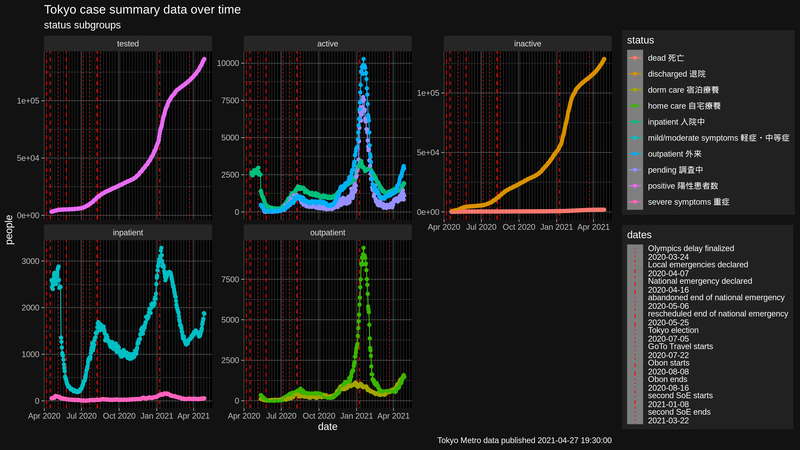 Tokyo case summary data over time
status subgroups
tested
active
inactive
1e+05
5e+04
0e+00
10000
7500
5000
2500
0
1e+05
5e+04
0e+00
Apr 2020 Jul 2020 Oct 2020 Jan 2021 Apr 2021
people
inpatient
outpatient
3000
2000
1000
0
7500
5000
2500
0
Apr 2020 Jul 2020 Oct 2020 Jan 2021 Apr 2021
Apr 2020 Jul 2020 Oct 2020 Jan 2021 Apr 2021
date
status
dead 死亡
discharged 退院
dorm care 宿泊療養
home care 自宅療養
inpatient 入院中
mild/moderate symptoms 軽症・中等症
outpatient 外来
pending 調査中
positive 陽性患者数
severe symptoms 重症
dates
Olympics delay finalized
2020-03-24
Local emergencies declared
2020-04-07
National emergency declared
2020-04-16
abandoned end of national emergency
2020-05-06
rescheduled end of national emergency
2020-05-25
Tokyo election
2020-07-05
GoTo Travel starts
2020-07-22
Obon starts
2020-08-08
Obon ends
2020-08-16
second SoE starts
2021-01-08
second SoE ends
2021-03-22
Tokyo Metro data published 2021-04-27 19:30:00